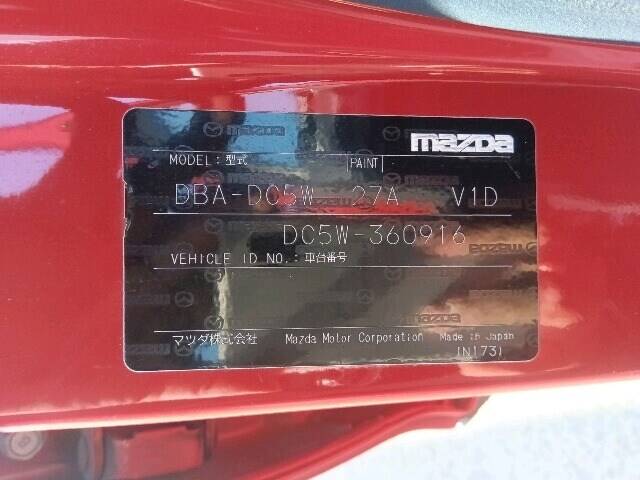 mazda
MODEL:型式 PAINT
DBA-DC5W 27A V1D
DC5W-360916
VEHICLE ID NO.:車台番号
マツダ株式会社 Mazda Motor Corporation Made in Japan
(N173)